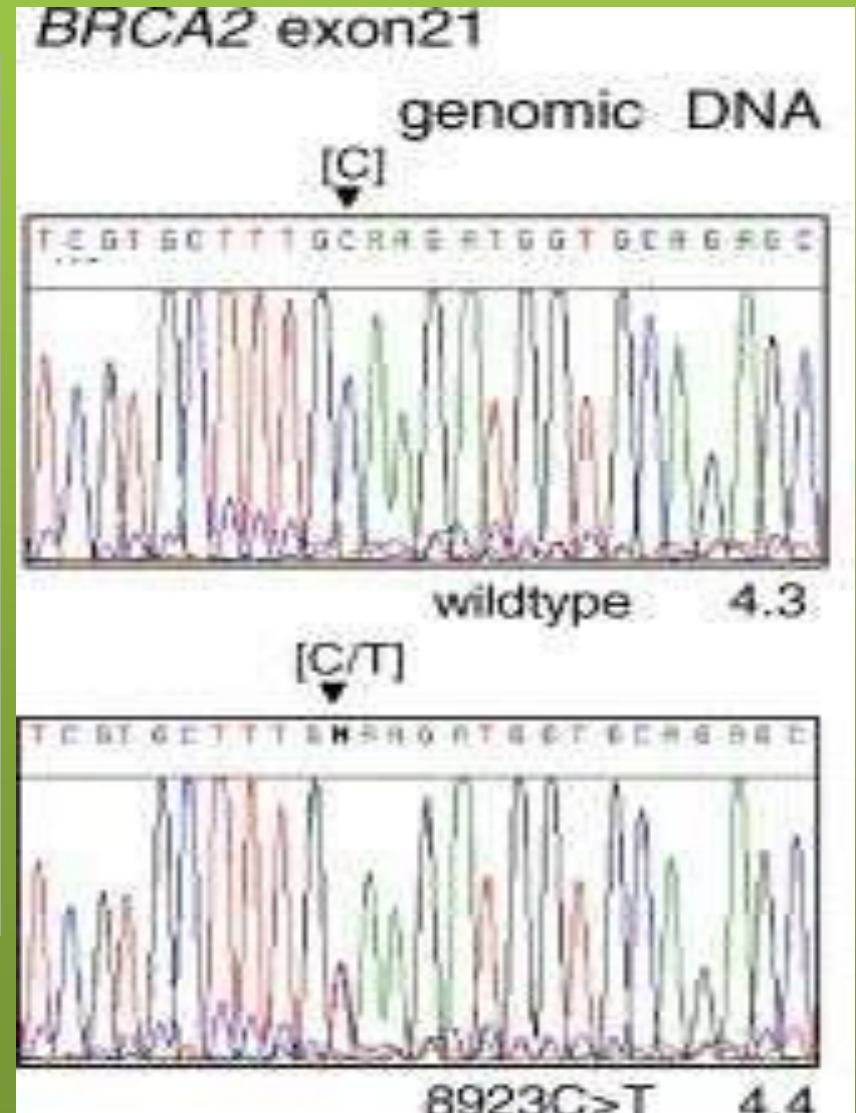 BRCA2 exon21
genomic DNA
[C]
T C G T G C T T T G C A A G A T G G T G C A G A G C
wildtype 4.3
[C/T]
8923C>T 4.4